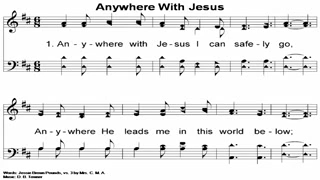 Anywhere With Jesus
1. An - y - where with Je - sus I can safe - ly go,
An - y - where He leads me in this world be - low;
Words: Jessie Brown Pounds, vs. 3 by Mrs. C. M. A.
Music: D. B. Towner